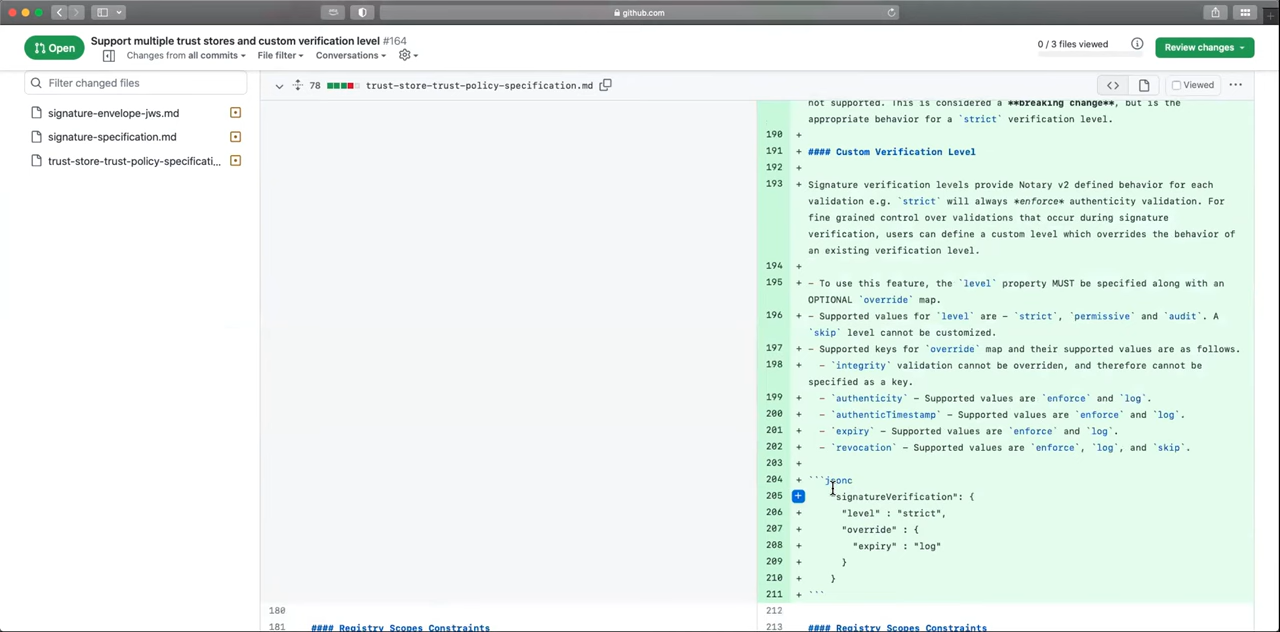 github.com
Open
Support multiple trust stores and custom verification level #164
Changes from all commits
File filter
Conversations
0 / 3 files viewed
Review changes
Filter changed files
signature-envelope-jws.md
signature-specification.md
trust-store-trust-policy-specificati...
78
trust-store-trust-policy-specification.md
Viewed
not supported. This is considered a **breaking change**, but is the
appropriate behavior for a `strict` verification level.
190 +
191 + #### Custom Verification Level
192 +
193 + Signature verification levels provide Notary v2 defined behavior for each
validation e.g. `strict` will always *enforce* authenticity validation. For
fine grained control over validations that occur during signature
verification, users can define a custom level which overrides the behavior of
an existing verification level.
194 +
195 + - To use this feature, the `level` property MUST be specified along with an
OPTIONAL `override` map.
196 + - Supported values for `level` are - `strict`, `permissive` and `audit`. A
`skip` level cannot be customized.
197 + - Supported keys for `override` map and their supported values are as follows.
198 + - `integrity` validation cannot be overriden, and therefore cannot be
specified as a key.
199 + - `authenticity` - Supported values are `enforce` and `log`.
200 + - `authenticTimestamp` - Supported values are `enforce` and `log`.
201 + - `expiry` - Supported values are `enforce` and `log`.
202 + - `revocation` - Supported values are `enforce`, `log`, and `skip`.
203 +
204 + ```jsonc
205 + "signatureVerification": {
206 + "level" : "strict",
207 + "override" : {
208 + "expiry" : "log"
209 + }
210 + }
211 + ```
180 212
181 #### Registry Scopes Constraints 213 #### Registry Scopes Constraints